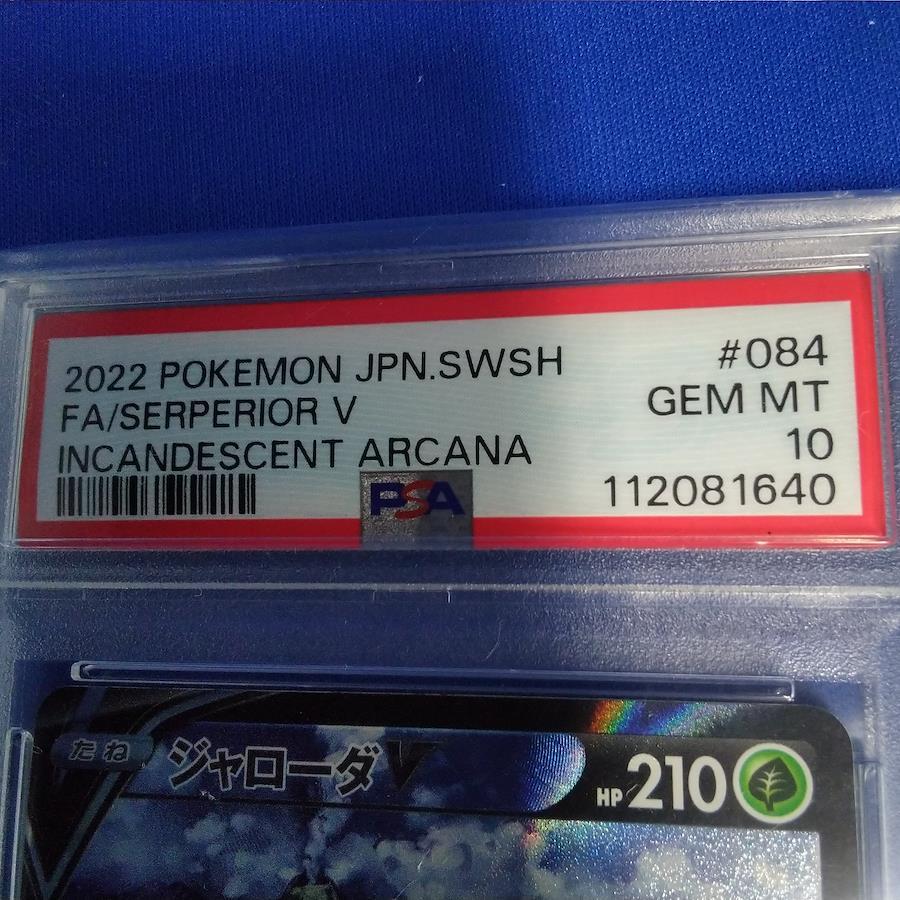 2022 POKEMON JPN.SWSH #084
FA/SERPERIOR V GEM MT
INCANDESCENT ARCANA 10
PSA 112081640
たね ジャローダV HP 210